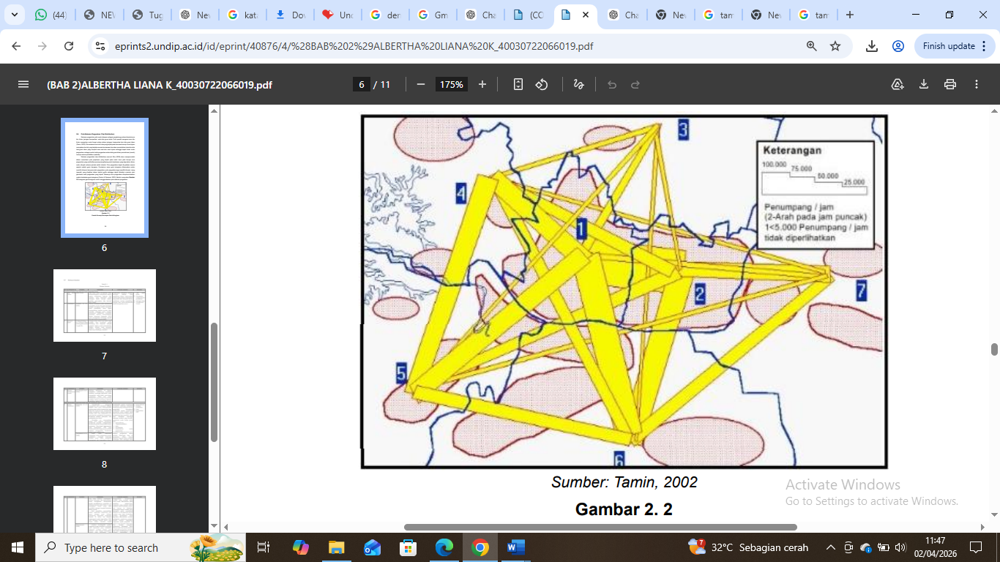 (44)
NEW
Tug
Nev
kata
Dov
Unc
der
Gm
Cha
(CC
Cha
Nev
tam
Nev
tam
eprints2.undip.ac.id/id/eprint/40876/4/%28BAB%202%29ALBERTHA%20LIANA%20K_40030722066019.pdf
Finish update
(BAB 2)ALBERTHA LIANA K_40030722066019.pdf
6 / 11
175%
6
7
8
3
Keterangan
100.000
75.000
50.000
25.000
4
Penumpang / jam
(2-Arah pada jam puncak)
1<5.000 Penumpang / jam
tidak diperlihatkan
1
2
7
5
6
Sumber: Tamin, 2002
Gambar 2. 2
Activate Windows
Go to Settings to activate Windows.
Type here to search
7
32°C Sebagian cerah
11:47
02/04/2026